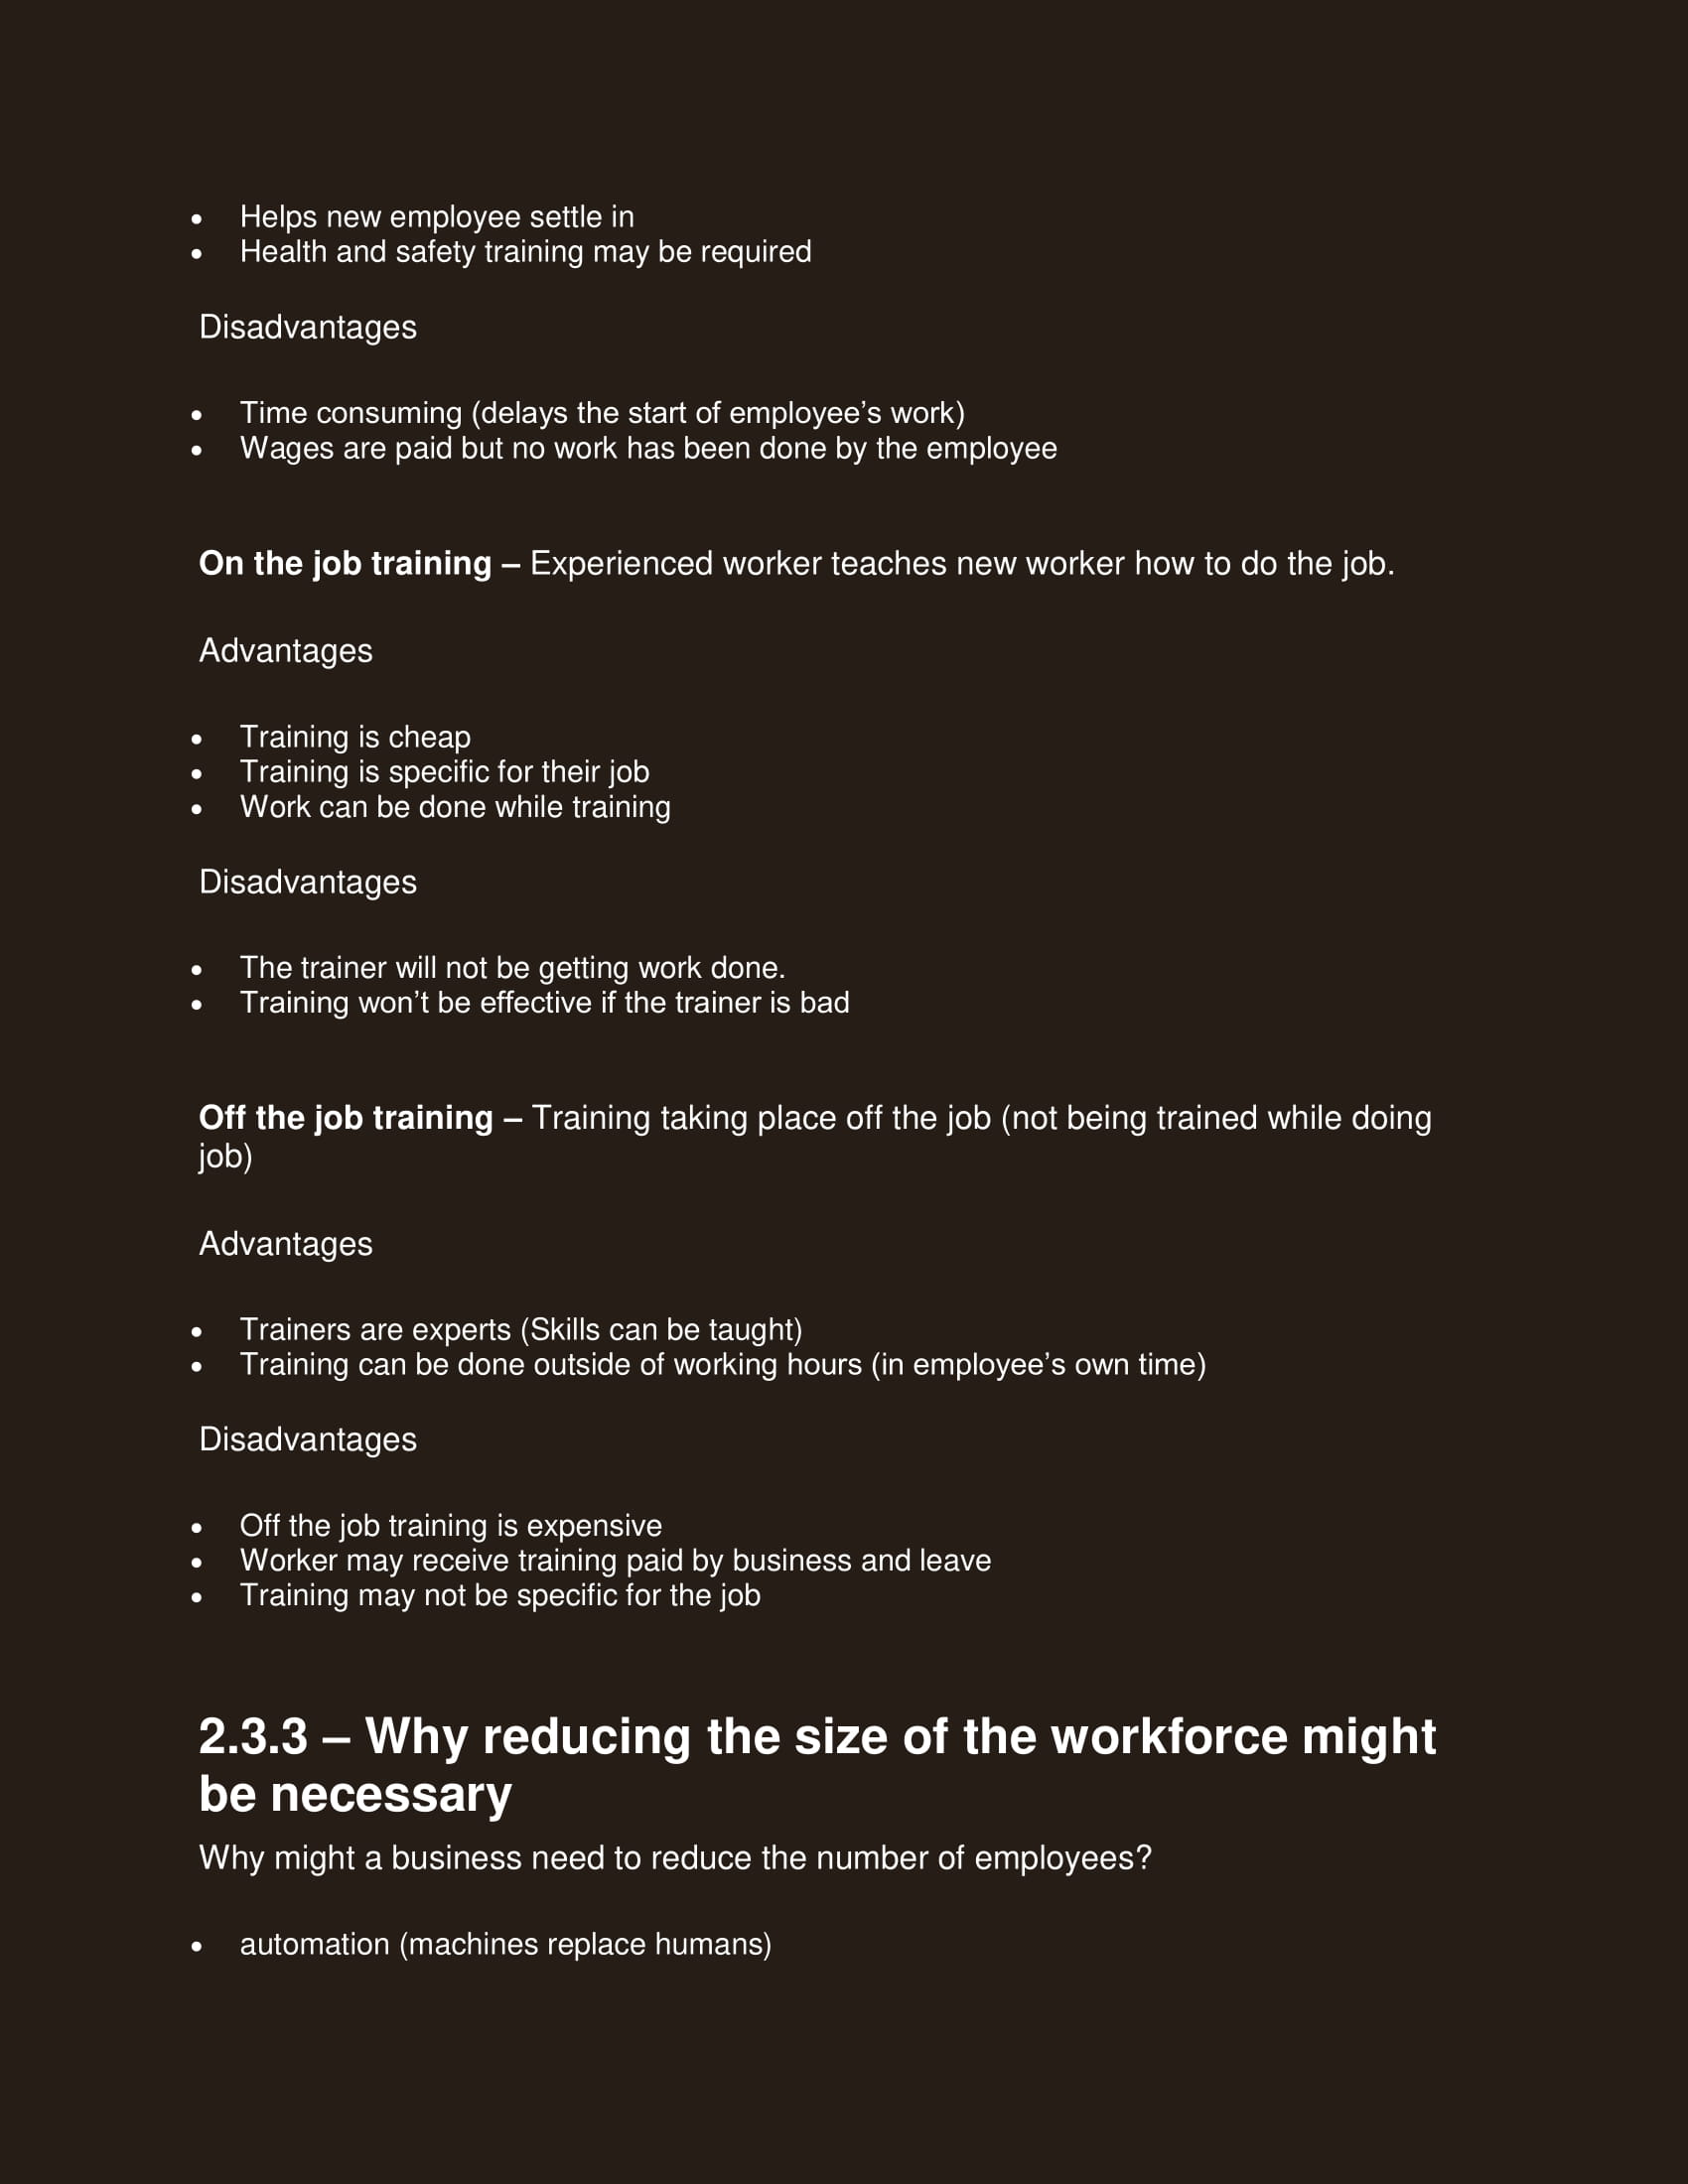 • Helps new employee settle in
• Health and safety training may be required
Disadvantages
• Time consuming (delays the start of employee’s work)
• Wages are paid but no work has been done by the employee
On the job training – Experienced worker teaches new worker how to do the job.
Advantages
• Training is cheap
• Training is specific for their job
• Work can be done while training
Disadvantages
• The trainer will not be getting work done.
• Training won’t be effective if the trainer is bad
Off the job training – Training taking place off the job (not being trained while doing
job)
Advantages
• Trainers are experts (Skills can be taught)
• Training can be done outside of working hours (in employee’s own time)
Disadvantages
• Off the job training is expensive
• Worker may receive training paid by business and leave
• Training may not be specific for the job
2.3.3 – Why reducing the size of the workforce might
be necessary
Why might a business need to reduce the number of employees?
• automation (machines replace humans)